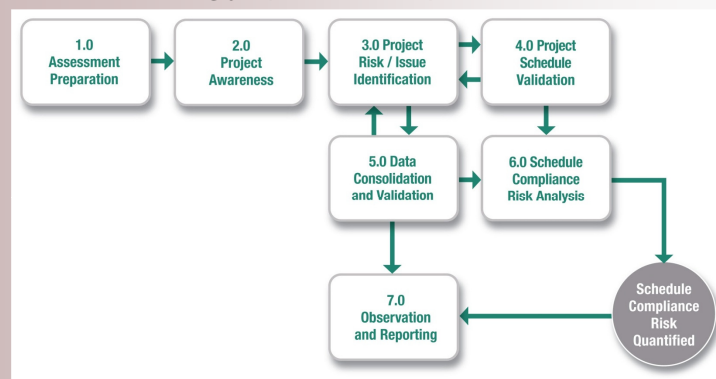 1.0
Assessment
Preparation
2.0
Project
Awareness
3.0 Project
Risk / Issue
Identification
4.0 Project
Schedule
Validation
5.0 Data
Consolidation
and Validation
6.0 Schedule
Compliance
Risk Analysis
7.0
Observation
and Reporting
Schedule
Compliance
Risk
Quantified